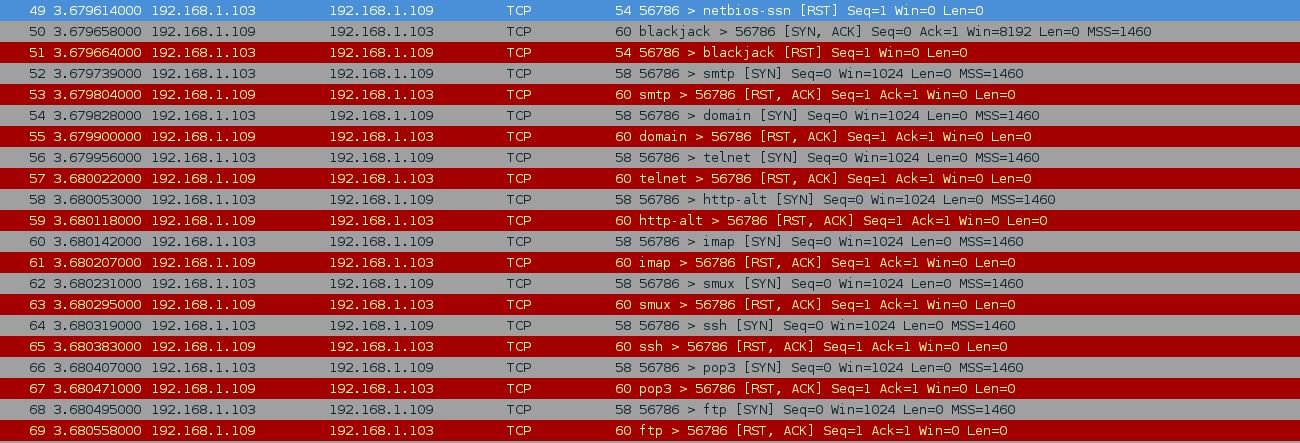 49 3.679614000 192.168.1.103 192.168.1.109 TCP 54 56786 > netbios-ssn [RST] Seq=1 Win=0 Len=0
50 3.679658000 192.168.1.109 192.168.1.103 TCP 60 blackjack > 56786 [SYN, ACK] Seq=0 Ack=1 Win=8192 Len=0 MSS=1460
51 3.679664000 192.168.1.103 192.168.1.109 TCP 54 56786 > blackjack [RST] Seq=1 Win=0 Len=0
52 3.679739000 192.168.1.103 192.168.1.109 TCP 58 56786 > smtp [SYN] Seq=0 Win=1024 Len=0 MSS=1460
53 3.679804000 192.168.1.109 192.168.1.103 TCP 60 smtp > 56786 [RST, ACK] Seq=1 Ack=1 Win=0 Len=0
54 3.679828000 192.168.1.103 192.168.1.109 TCP 58 56786 > domain [SYN] Seq=0 Win=1024 Len=0 MSS=1460
55 3.679900000 192.168.1.109 192.168.1.103 TCP 60 domain > 56786 [RST, ACK] Seq=1 Ack=1 Win=0 Len=0
56 3.679956000 192.168.1.103 192.168.1.109 TCP 58 56786 > telnet [SYN] Seq=0 Win=1024 Len=0 MSS=1460
57 3.680022000 192.168.1.109 192.168.1.103 TCP 60 telnet > 56786 [RST, ACK] Seq=1 Ack=1 Win=0 Len=0
58 3.680053000 192.168.1.103 192.168.1.109 TCP 58 56786 > http-alt [SYN] Seq=0 Win=1024 Len=0 MSS=1460
59 3.680118000 192.168.1.109 192.168.1.103 TCP 60 http-alt > 56786 [RST, ACK] Seq=1 Ack=1 Win=0 Len=0
60 3.680142000 192.168.1.103 192.168.1.109 TCP 58 56786 > imap [SYN] Seq=0 Win=1024 Len=0 MSS=1460
61 3.680207000 192.168.1.109 192.168.1.103 TCP 60 imap > 56786 [RST, ACK] Seq=1 Ack=1 Win=0 Len=0
62 3.680231000 192.168.1.103 192.168.1.109 TCP 58 56786 > smux [SYN] Seq=0 Win=1024 Len=0 MSS=1460
63 3.680295000 192.168.1.109 192.168.1.103 TCP 60 smux > 56786 [RST, ACK] Seq=1 Ack=1 Win=0 Len=0
64 3.680319000 192.168.1.103 192.168.1.109 TCP 58 56786 > ssh [SYN] Seq=0 Win=1024 Len=0 MSS=1460
65 3.680383000 192.168.1.109 192.168.1.103 TCP 60 ssh > 56786 [RST, ACK] Seq=1 Ack=1 Win=0 Len=0
66 3.680407000 192.168.1.103 192.168.1.109 TCP 58 56786 > pop3 [SYN] Seq=0 Win=1024 Len=0 MSS=1460
67 3.680471000 192.168.1.109 192.168.1.103 TCP 60 pop3 > 56786 [RST, ACK] Seq=1 Ack=1 Win=0 Len=0
68 3.680495000 192.168.1.103 192.168.1.109 TCP 58 56786 > ftp [SYN] Seq=0 Win=1024 Len=0 MSS=1460
69 3.680558000 192.168.1.109 192.168.1.103 TCP 60 ftp > 56786 [RST, ACK] Seq=1 Ack=1 Win=0 Len=0